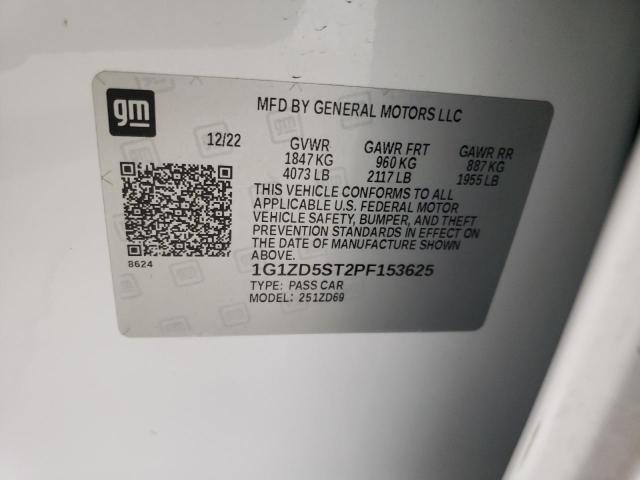 gm
MFD BY GENERAL MOTORS LLC
12/22 GVWR GAWR FRT GAWR RR
1847 KG 960 KG 887 KG
4073 LB 2117 LB 1955 LB
THIS VEHICLE CONFORMS TO ALL
APPLICABLE U.S. FEDERAL MOTOR
VEHICLE SAFETY, BUMPER, AND THEFT
PREVENTION STANDARDS IN EFFECT ON
THE DATE OF MANUFACTURE SHOWN
ABOVE.
8624
1G1ZD5ST2PF153625
TYPE: PASS CAR
MODEL: 251ZD69